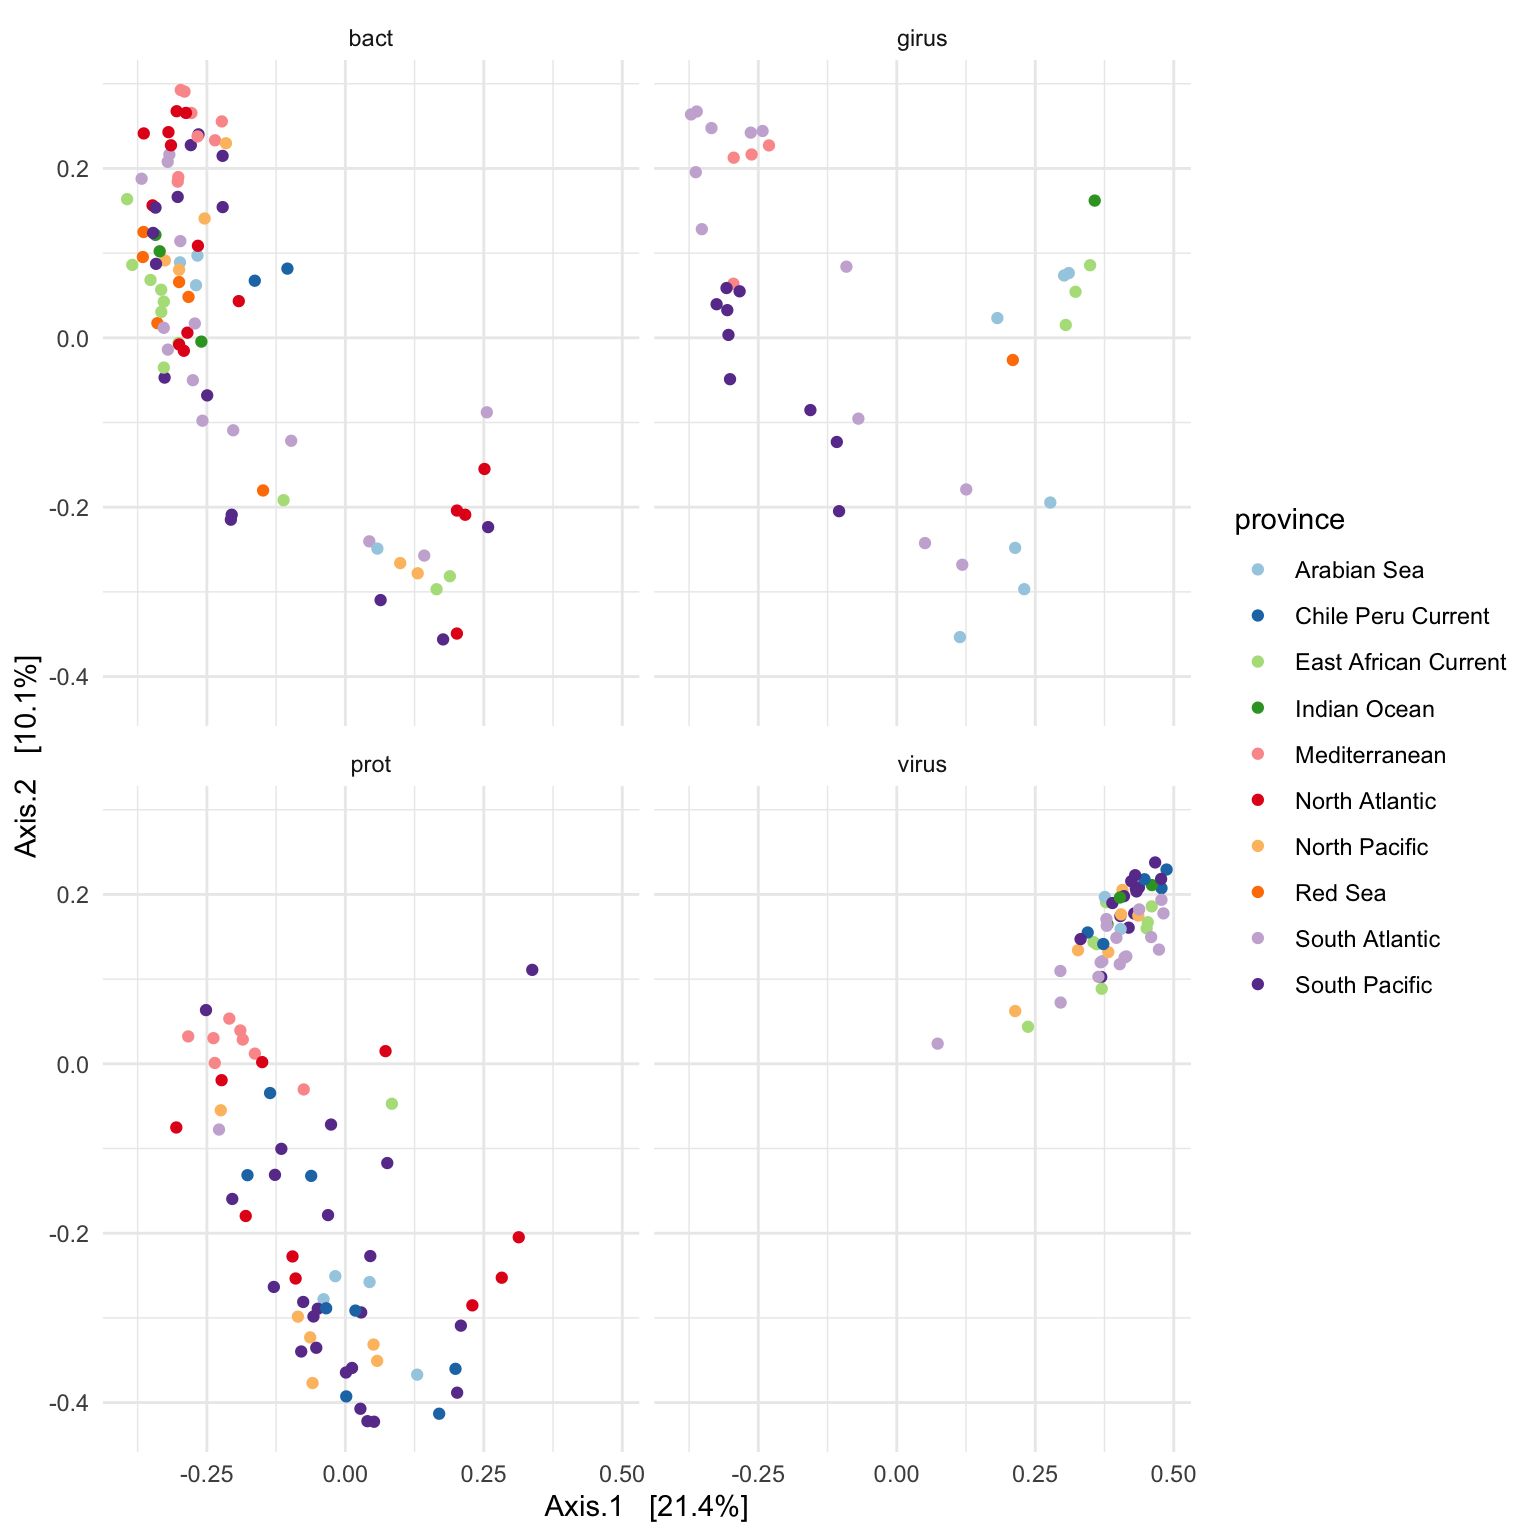 bact
girus
0.2
0.0
-0.2
-0.4
prot
virus
0.2
0.0
-0.2
-0.4
-0.25
0.00
0.25
0.50
-0.25
0.00
0.25
0.50
Axis.1 [21.4%]
Axis.2 [10.1%]
province
Arabian Sea
Chile Peru Current
East African Current
Indian Ocean
Mediterranean
North Atlantic
North Pacific
Red Sea
South Atlantic
South Pacific